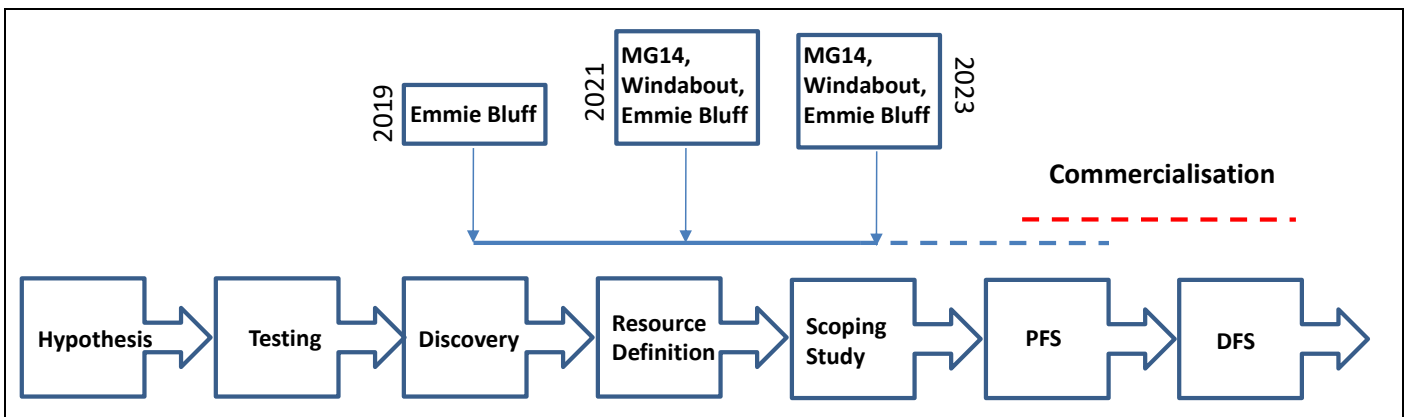 2019
Emmie Bluff
2021
MG14,
Windabout,
Emmie Bluff
MG14,
Windabout,
Emmie Bluff
2023
Commercialisation
Hypothesis
Testing
Discovery
Resource
Definition
Scoping
Study
PFS
DFS